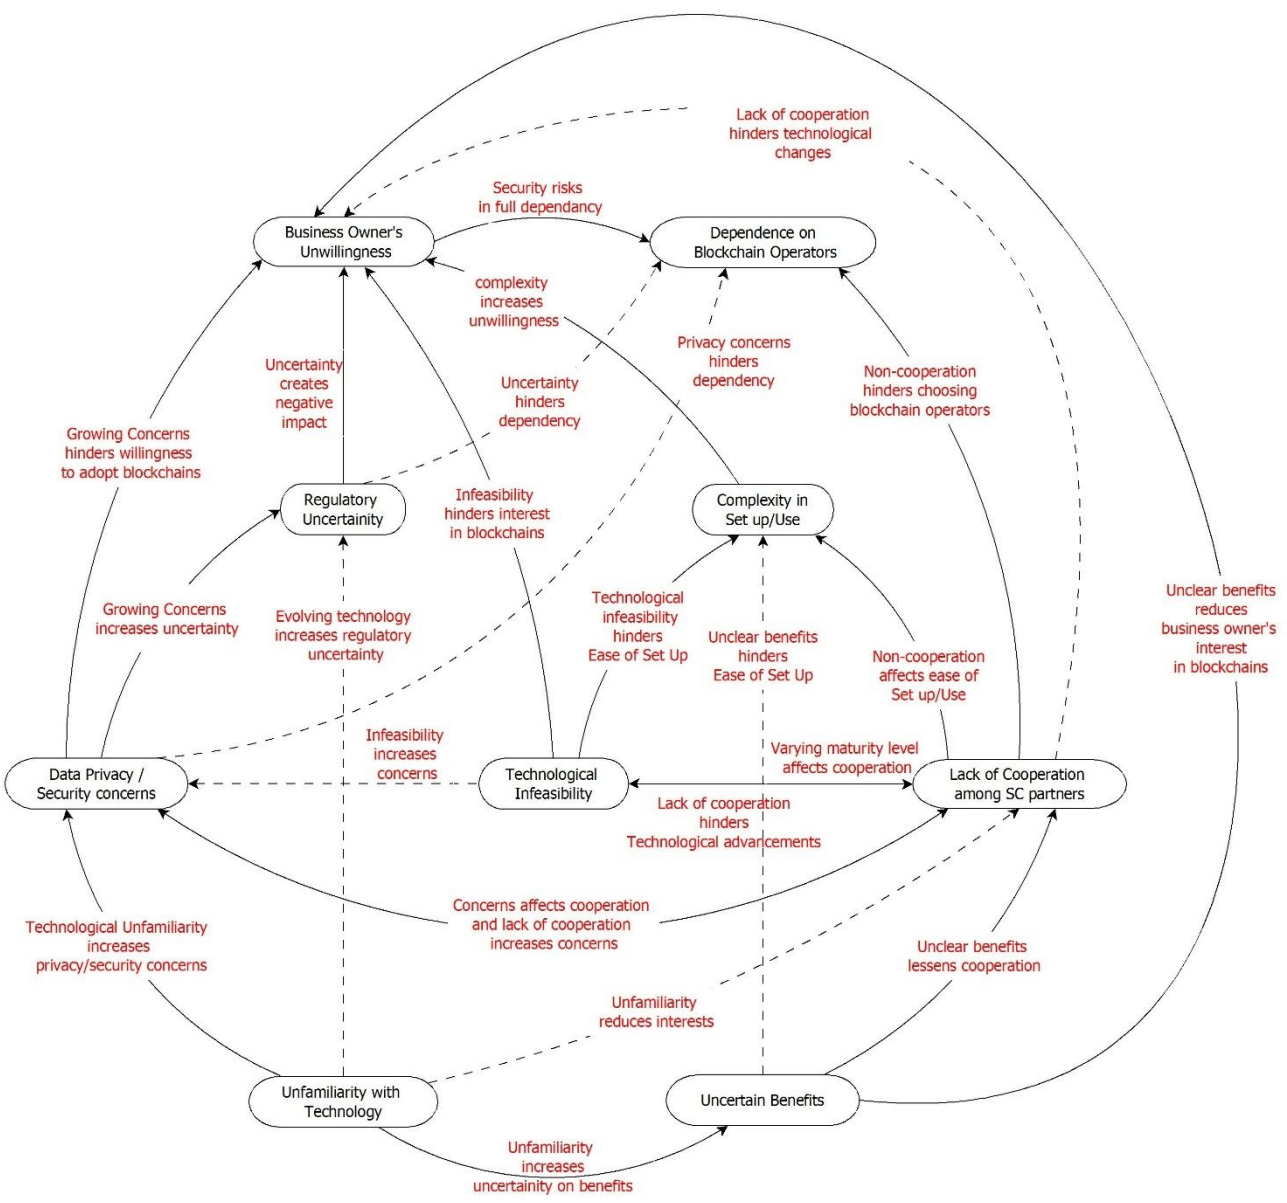 Lack of cooperation
hinders technological
changes
Security risks
in full dependancy
Business Owner's
Unwillingness
Dependence on
Blockchain Operators
complexity
increases
unwillingness
Privacy concerns
hinders
dependency
Uncertainty
creates
negative
impact
Uncertainty
hinders
dependency
Non-cooperation
hinders choosing
blockchain operators
Growing Concerns
hinders willingness
to adopt blockchains
Regulatory
Uncertainity
Infeasibility
hinders interest
in blockchains
Complexity in
Set up/Use
Growing Concerns
increases uncertainity
Evolving technology
increases regulatory
uncertainty
Technological
infeasibility
hinders
Ease of Set Up
Unclear benefits
hinders
Ease of Set Up
Non-cooperation
affects ease of
Set up/Use
Unclear benefits
reduces
business owner's
interest
in blockchains
Infeasibility
increases
concerns
Varying maturity level
affects cooperation
Data Privacy /
Security concerns
Technological
Infeasibility
Lack of Cooperation
among SC partners
Lack of cooperation
hinders
Technological advancements
Concerns affects cooperation
and lack of cooperation
increases concerns
Technological Unfamiliarity
increases
privacy/security concerns
Unclear benefits
lessens cooperation
Unfamiliarity
reduces interests
Unfamiliarity with
Technology
Uncertain Benefits
Unfamiliarity
increases
uncertainity on benefits